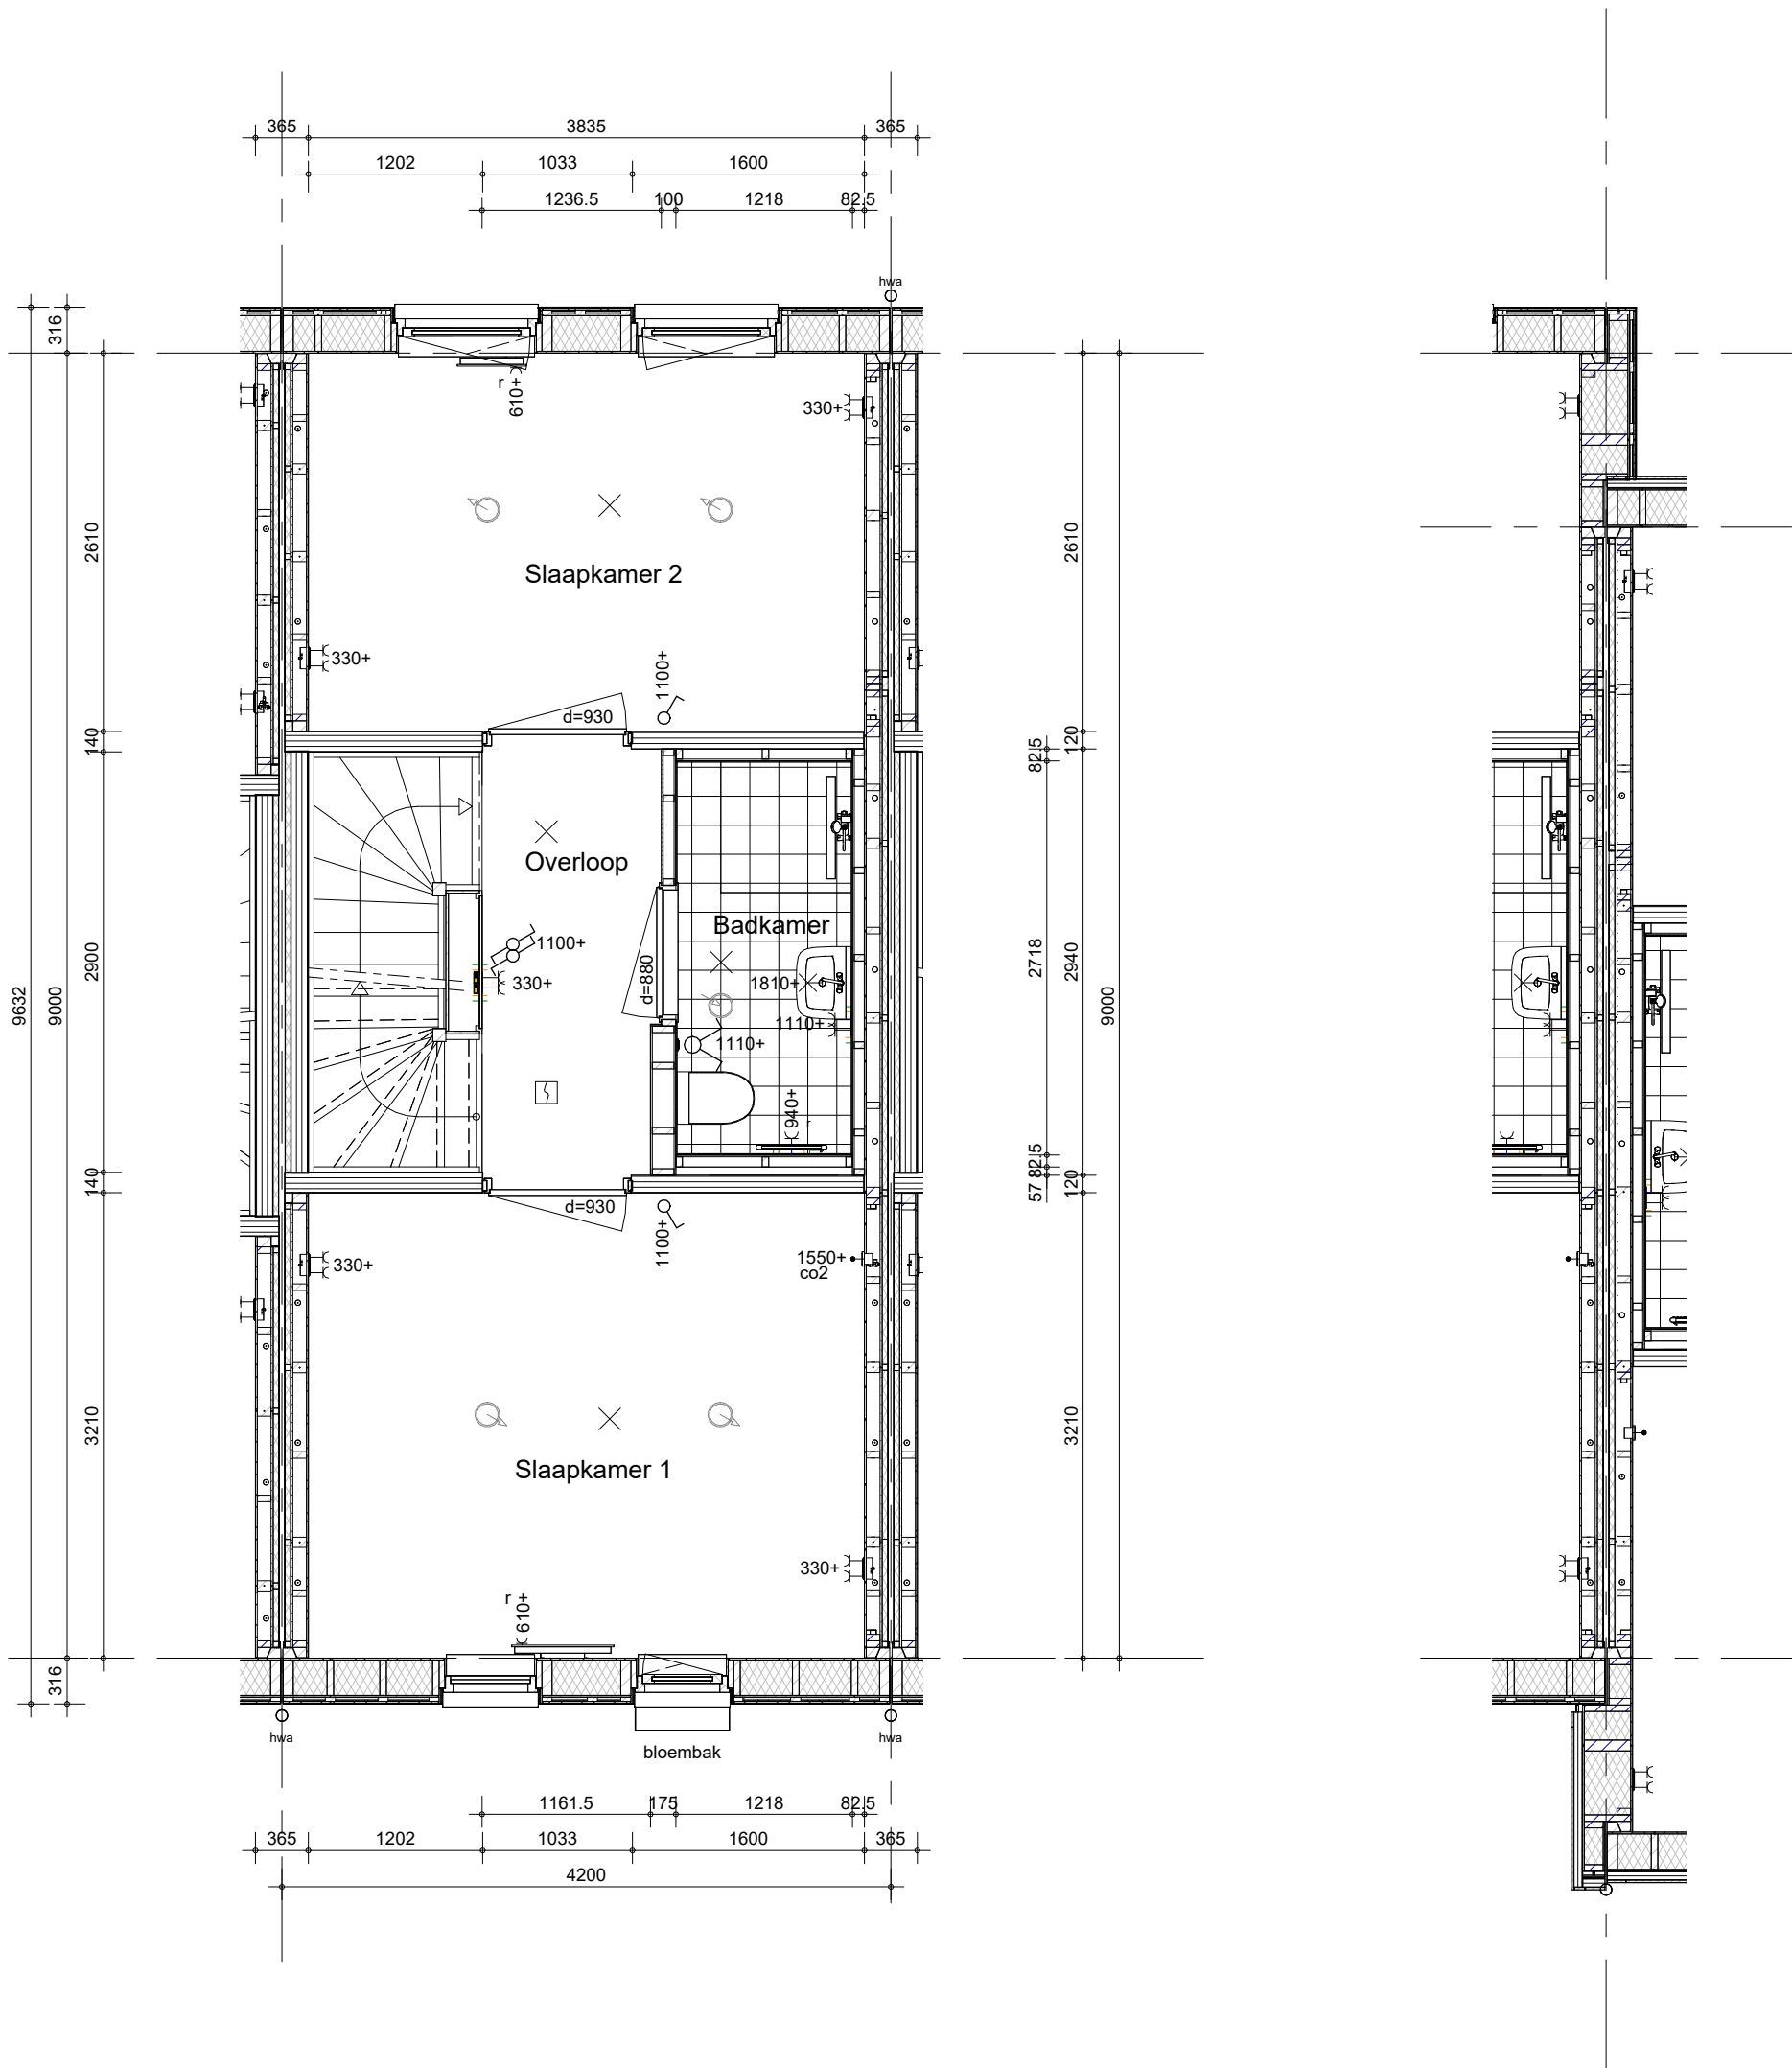 365 3835 365
1202 1033 1600
1236.5 100 1218 82.5
hwa
316
r
610+
330+
2610
2610
Slaapkamer 2
330+
1100+
d=930
140
120
82.5
Overloop
Badkamer
1100+
330+
d=880
1810+
1110+
1110+
940+
9632
9000
2900
2718
2940
9000
82.5
57
140
120
d=930
1100+
330+
1550+
co2
3210
3210
Slaapkamer 1
330+
r
610+
316
hwa
hwa
bloembak
1161.5 175 1218 82.5
365 1202 1033 1600 365
4200